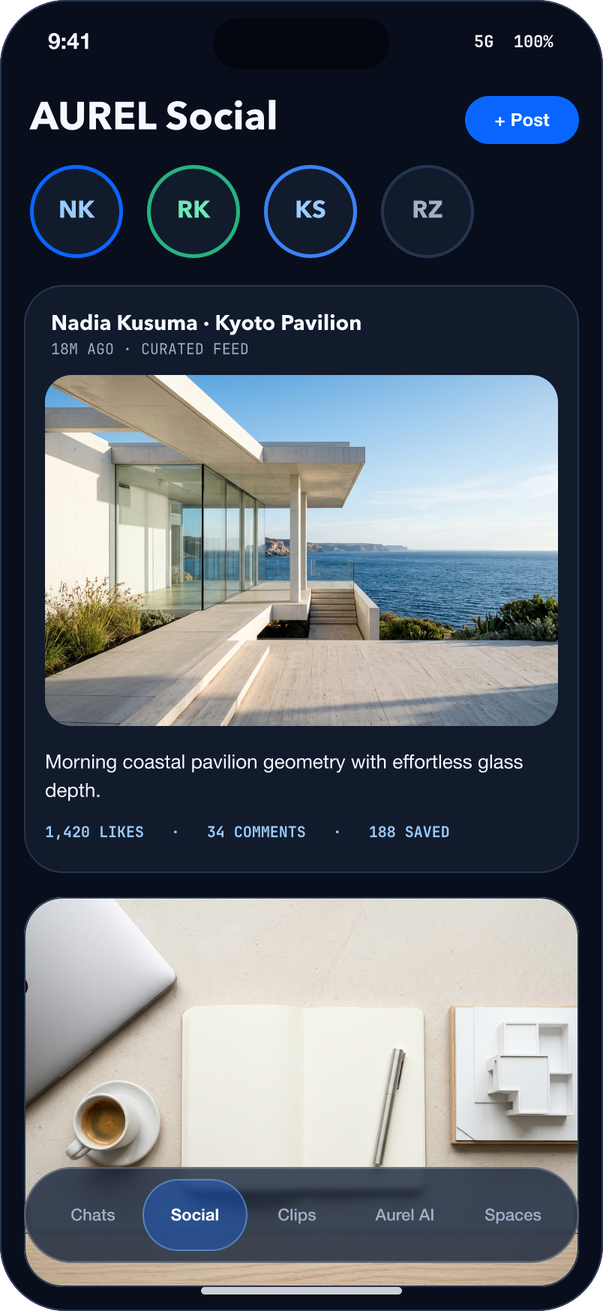 9:41
5G 100%
AUREL Social
+ Post
NK RK KS RZ
Nadia Kusuma · Kyoto Pavilion
18M AGO · CURATED FEED
Morning coastal pavilion geometry with effortless glass
depth.
1,420 LIKES · 34 COMMENTS · 188 SAVED
Chats Social Clips Aurel AI Spaces